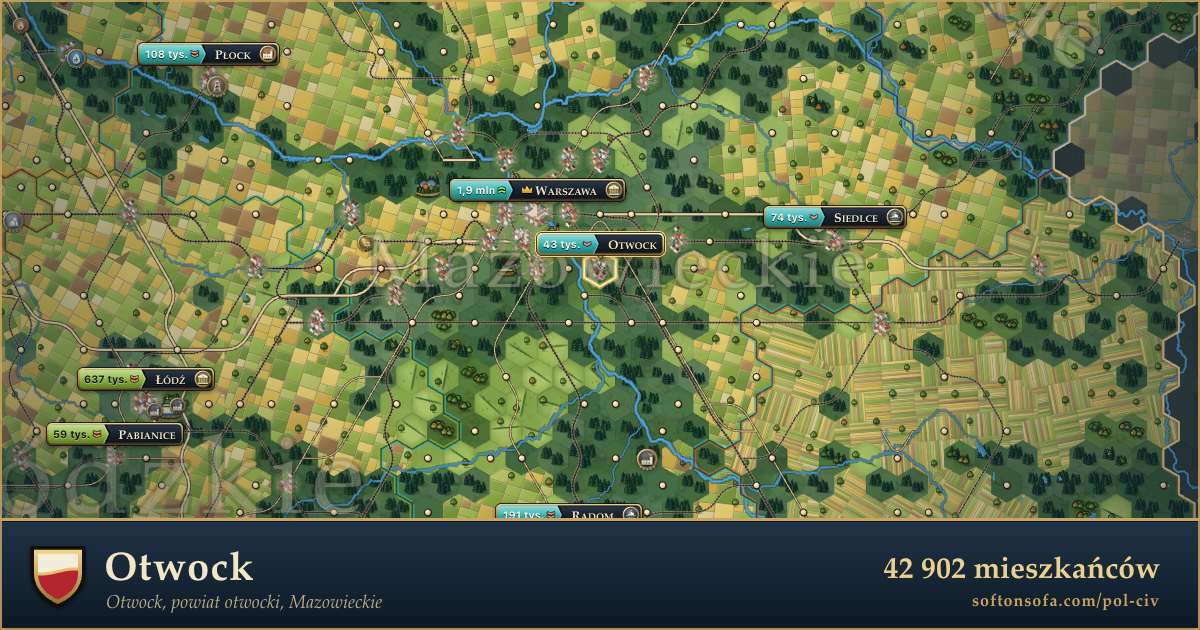 108 tys. PŁOCK
1,9 mln WARSZAWA
74 tys. SIEDLCE
43 tys. OTWOCK
Mazowieckie
637 tys. ŁÓDŹ
59 tys. PABIANICE
ódzkie
191 tys. RADOM
Otwock
42 902 mieszkańców
Otwock, powiat otwocki, Mazowieckie
softonsofa.com/pol-civ